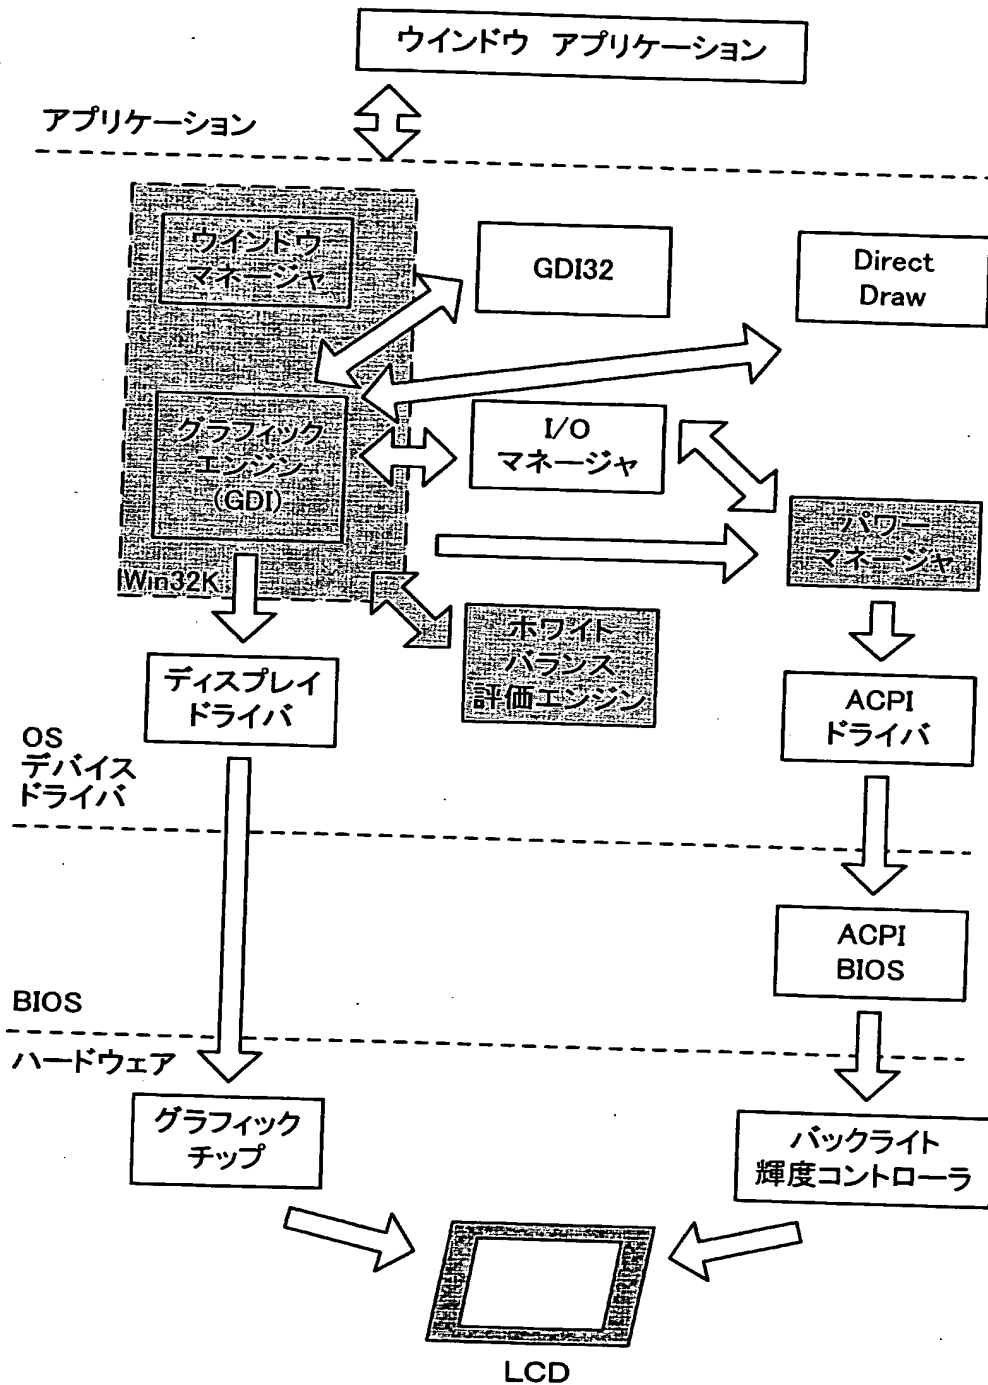 ウインドウ アプリケーション
アプリケーション
ウインドウ
マネージャ
GDI32
Direct
Draw
グラフィック
エンジン
(GDI)
I/O
マネージャ
パワー
マネージャ
Win32K
ホワイト
バランス
評価エンジン
ディスプレイ
ドライバ
ACPI
ドライバ
OS
デバイス
ドライバ
ACPI
BIOS
BIOS
ハードウェア
グラフィック
チップ
バックライト
輝度コントローラ
LCD